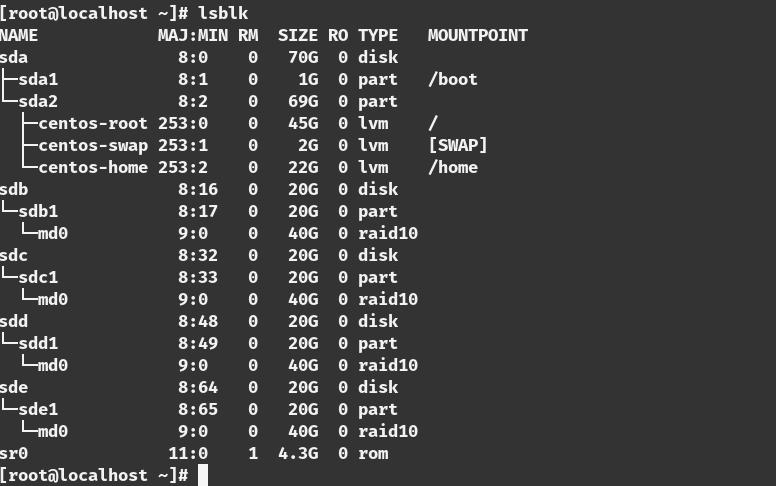 [root@localhost ~]# lsblk
NAME            MAJ:MIN RM  SIZE RO TYPE   MOUNTPOINT
sda               8:0    0   70G  0 disk
├─sda1            8:1    0    1G  0 part   /boot
└─sda2            8:2    0   69G  0 part
  ├─centos-root 253:0    0   45G  0 lvm    /
  ├─centos-swap 253:1    0    2G  0 lvm    [SWAP]
  └─centos-home 253:2    0   22G  0 lvm    /home
sdb               8:16   0   20G  0 disk
└─sdb1            8:17   0   20G  0 part
  └─md0           9:0    0   40G  0 raid10
sdc               8:32   0   20G  0 disk
└─sdc1            8:33   0   20G  0 part
  └─md0           9:0    0   40G  0 raid10
sdd               8:48   0   20G  0 disk
└─sdd1            8:49   0   20G  0 part
  └─md0           9:0    0   40G  0 raid10
sde               8:64   0   20G  0 disk
└─sde1            8:65   0   20G  0 part
  └─md0           9:0    0   40G  0 raid10
sr0              11:0    1  4.3G  0 rom
[root@localhost ~]#